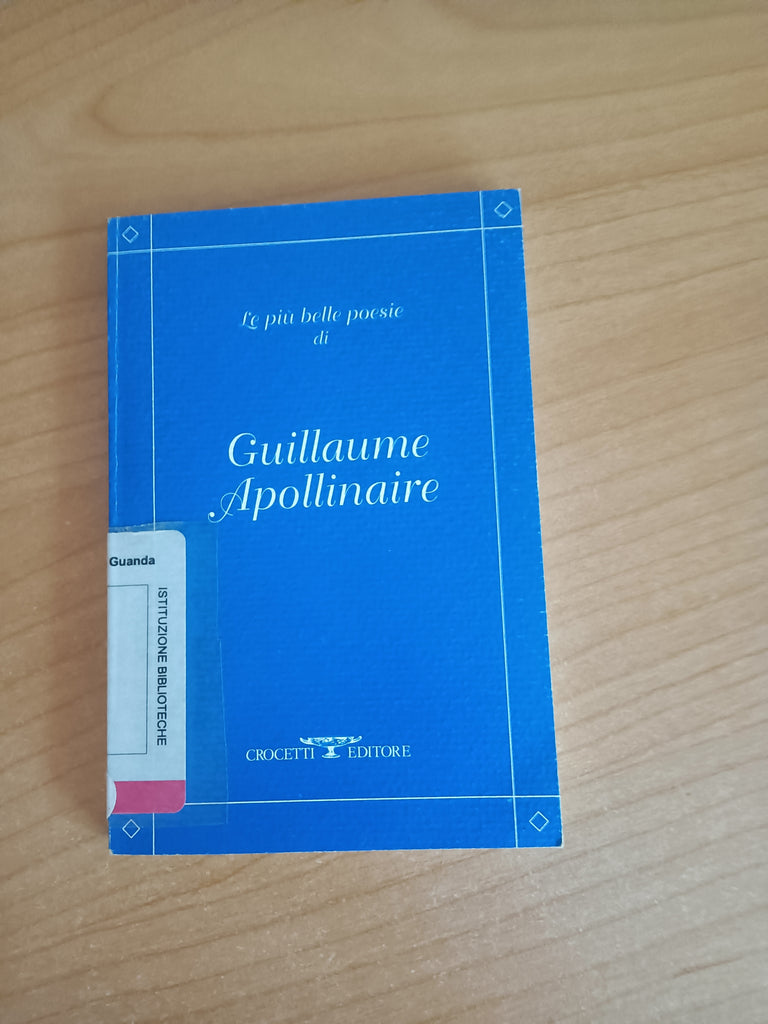 Le più belle poesie
di
Guillaume
Apollinaire
Guanda
ISTITUZIONE BIBLIOTECHE
CROCETTI EDITORE